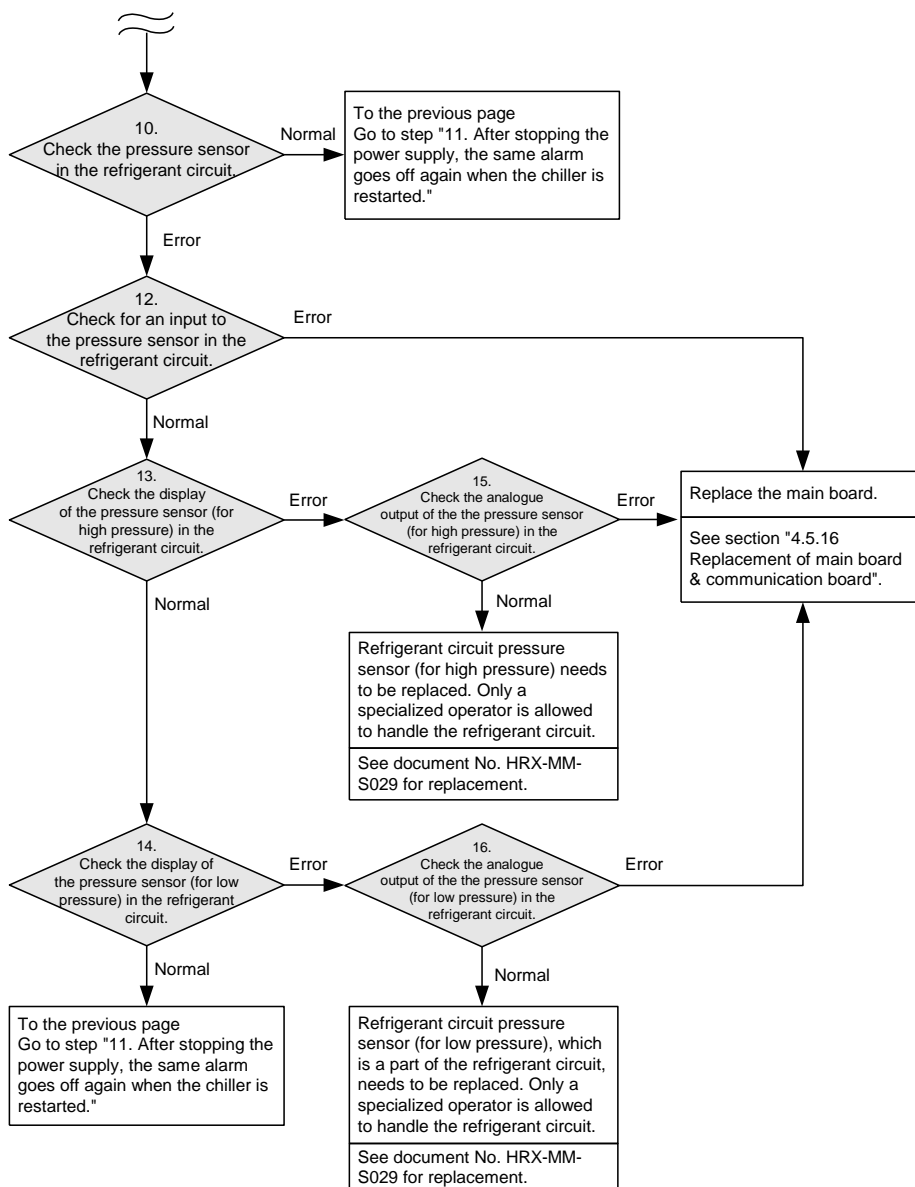 10.
Check the pressure sensor
in the refrigerant circuit.
Normal
To the previous page
Go to step "11. After stopping the
power supply, the same alarm
goes off again when the chiller is
restarted."
Error
12.
Check for an input to
the pressure sensor in the
refrigerant circuit.
Error
Normal
13.
Check the display
of the pressure sensor (for
high pressure) in the
refrigerant circuit.
Error
15.
Check the analogue
output of the the pressure sensor
(for high pressure) in the
refrigerant circuit.
Error
Replace the main board.
See section "4.5.16
Replacement of main board
& communication board".
Normal
Normal
Refrigerant circuit pressure
sensor (for high pressure) needs
to be replaced. Only a
specialized operator is allowed
to handle the refrigerant circuit.
See document No. HRX-MM-
S029 for replacement.
14.
Check the display of
the pressure sensor (for low
pressure) in the refrigerant
circuit.
Error
16.
Check the analogue
output of the the pressure sensor
(for low pressure) in the
refrigerant circuit.
Error
Normal
Normal
To the previous page
Go to step "11. After stopping the
power supply, the same alarm
goes off again when the chiller is
restarted."
Refrigerant circuit pressure
sensor (for low pressure), which
is a part of the refrigerant circuit,
needs to be replaced. Only a
specialized operator is allowed
to handle the refrigerant circuit.
See document No. HRX-MM-
S029 for replacement.